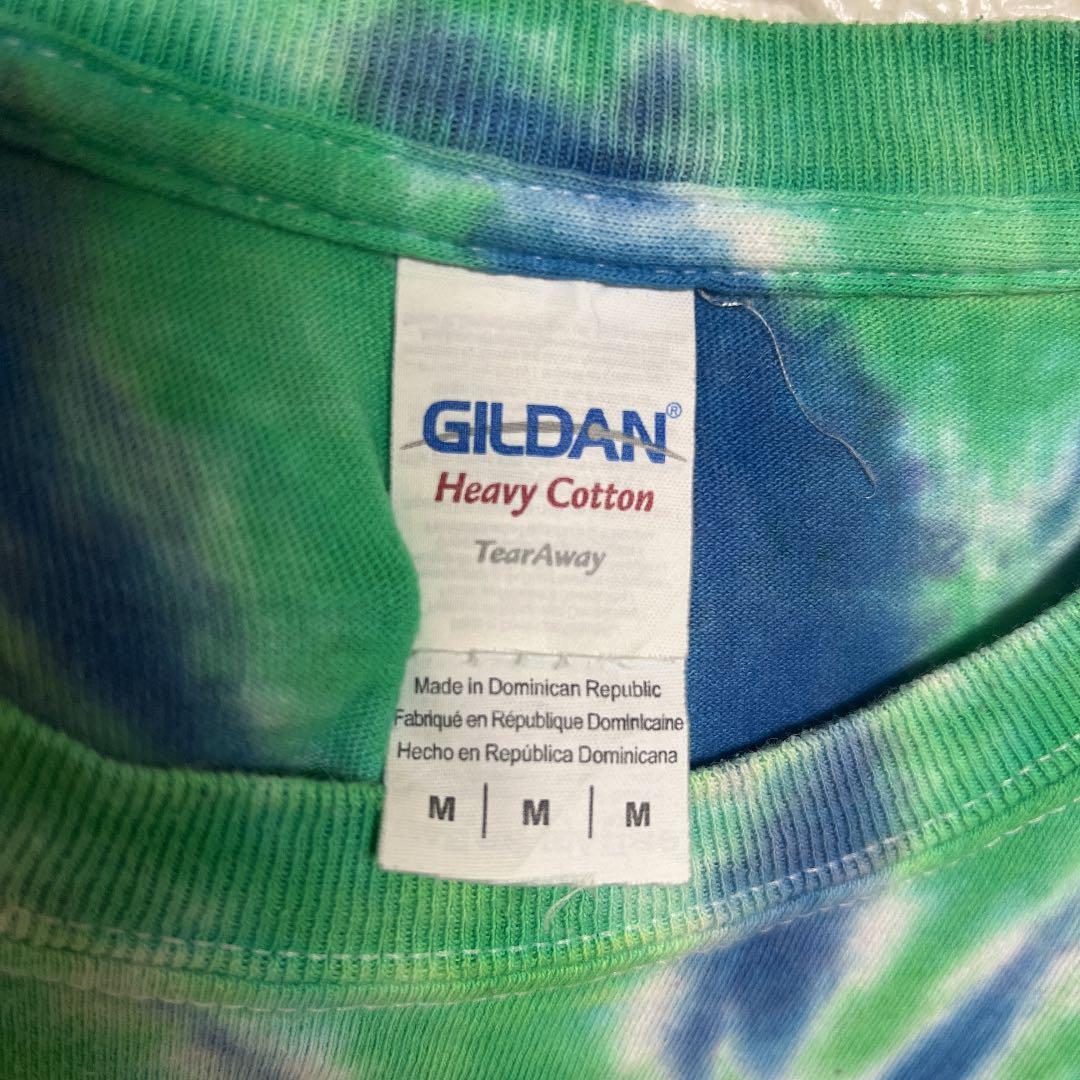 GILDAN®
Heavy Cotton
TearAway
Made in Dominican Republic
Fabriqué en République Dominicaine
Hecho en República Dominicana
M | M | M